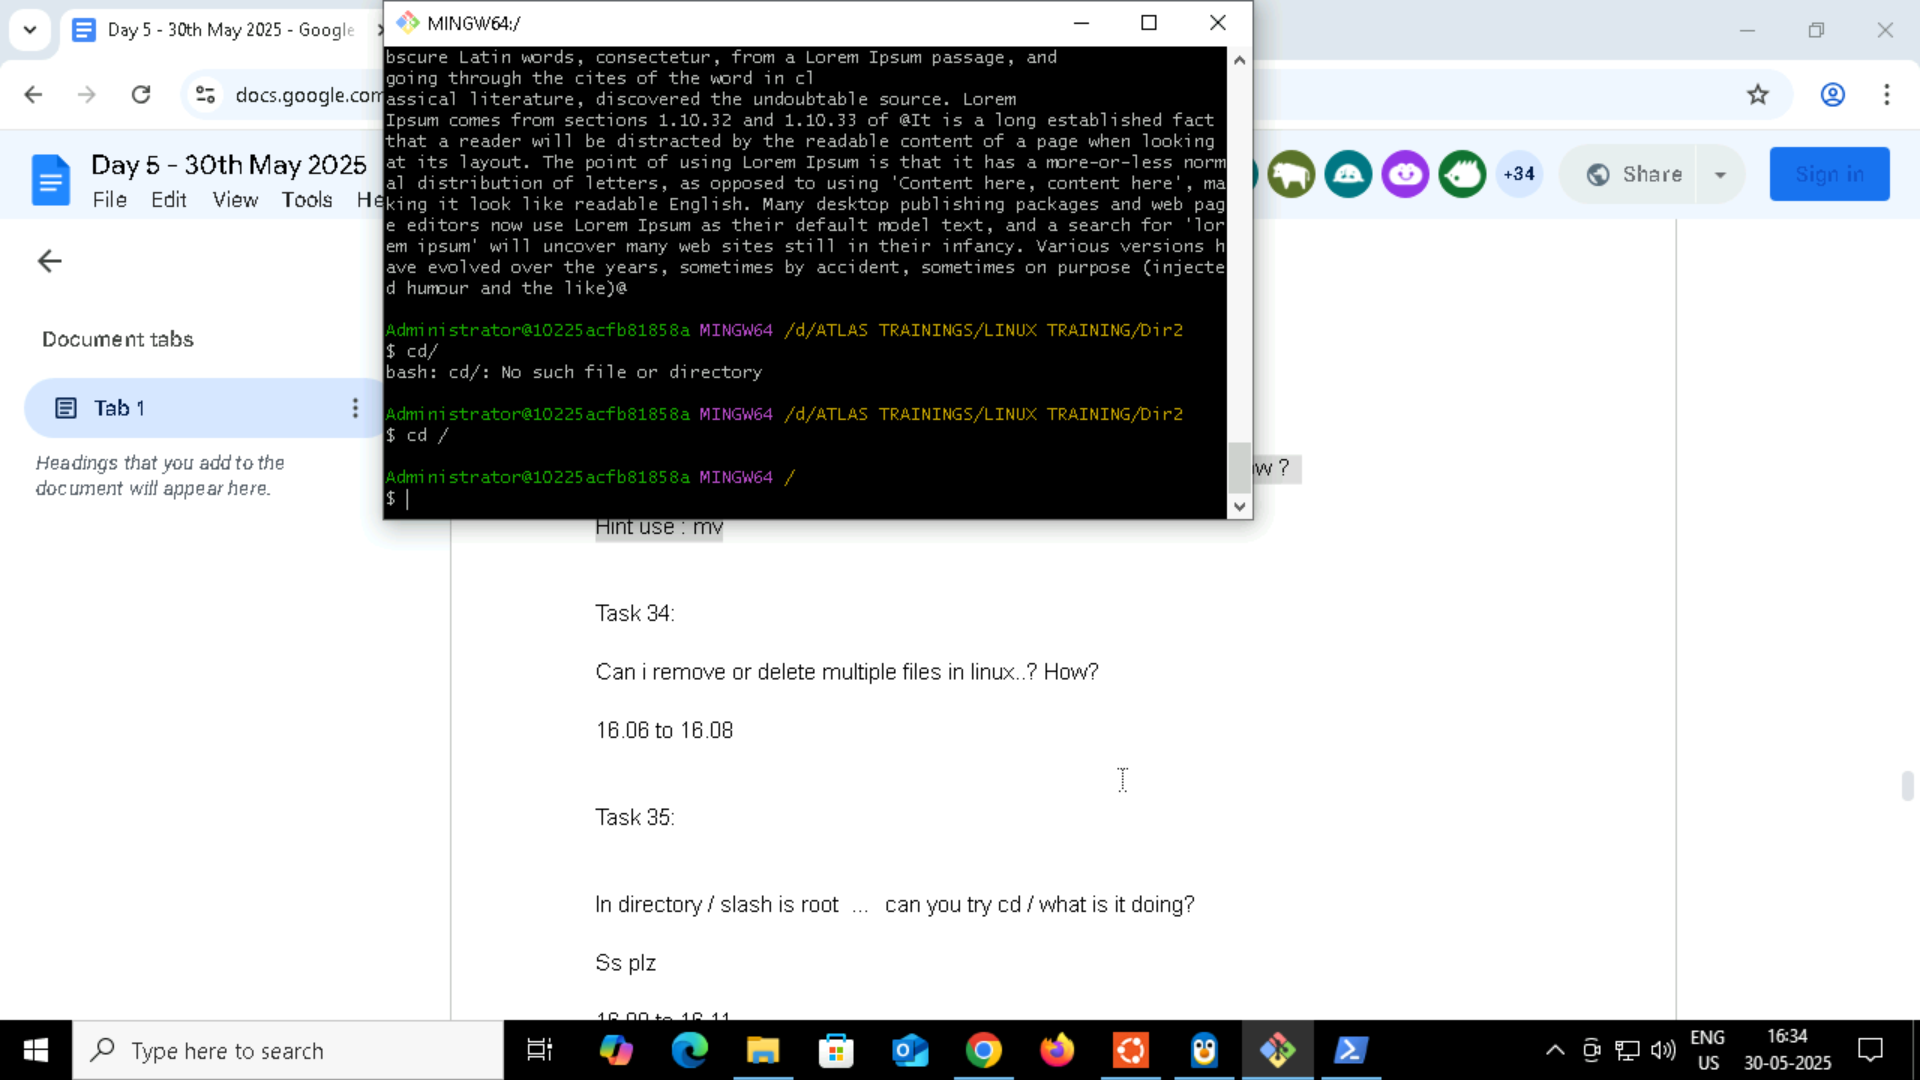 Day 5 - 30th May 2025 - Google
MINGW64:/
docs.google.com
Day 5 - 30th May 2025
File Edit View Tools He
+34
Share
Sign in
bscure Latin words, consectetur, from a Lorem Ipsum passage, and
going through the cites of the word in cl
assical literature, discovered the undoubtable source. Lorem
Ipsum comes from sections 1.10.32 and 1.10.33 of @It is a long established fact
that a reader will be distracted by the readable content of a page when looking
at its layout. The point of using Lorem Ipsum is that it has a more-or-less norm
al distribution of letters, as opposed to using 'Content here, content here', ma
king it look like readable English. Many desktop publishing packages and web pag
e editors now use Lorem Ipsum as their default model text, and a search for 'lor
em ipsum' will uncover many web sites still in their infancy. Various versions h
ave evolved over the years, sometimes by accident, sometimes on purpose (injecte
d humour and the like)@
Administrator@10225acfb81858a MINGW64 /d/ATLAS TRAININGS/LINUX TRAINING/Dir2
$ cd/
bash: cd/: No such file or directory
Administrator@10225acfb81858a MINGW64 /d/ATLAS TRAININGS/LINUX TRAINING/Dir2
$ cd /
Administrator@10225acfb81858a MINGW64 /
$
Document tabs
Tab 1
Headings that you add to the
document will appear here.
w ?
Hint use : mv
Task 34:
Can i remove or delete multiple files in linux..? How?
16.06 to 16.08
Task 35:
In directory / slash is root ... can you try cd / what is it doing?
Ss plz
16.09 to 16.11
Type here to search
ENG
US
16:34
30-05-2025